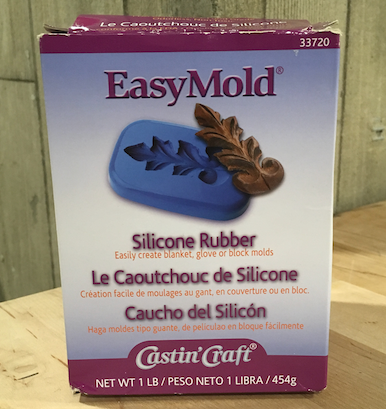 Le Caoutchouc de Silicone
33720
EasyMold®
Silicone Rubber
Easily create blanket, glove or block molds
Le Caoutchouc de Silicone
Création facile de moulages au gant, en couverture ou en bloc.
Caucho del Silicón
Haga moldes tipo guante, de peliculao en bloque fácilmente
Castin'Craft®
NET WT 1 LB / PESO NETO 1 LIBRA / 454g